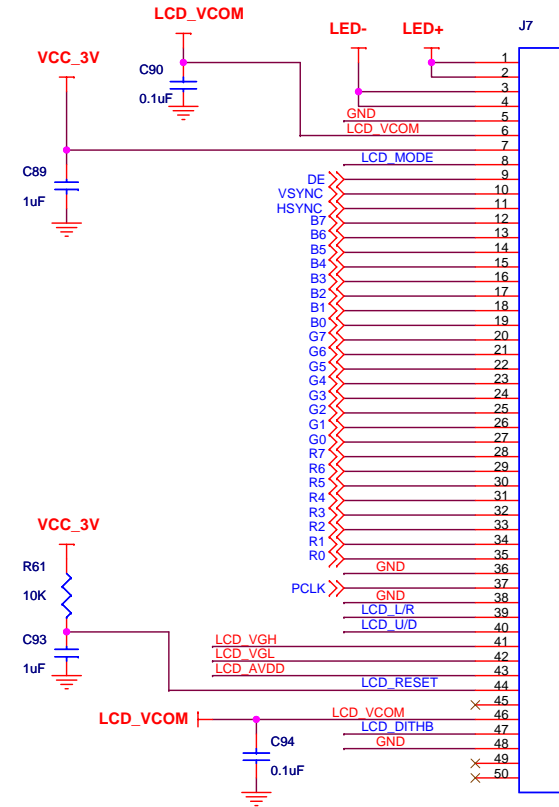 LCD_VCOM
LED-
LED+
J7
VCC_3V
C90
0.1uF
1
2
3
4
GND
5
LCD_VCOM
6
7
LCD_MODE
8
C89
1uF
DE
9
VSYNC
10
HSYNC
11
B7
12
B6
13
B5
14
B4
15
B3
16
B2
17
B1
18
B0
19
G7
20
G6
21
G5
22
G4
23
G3
24
G2
25
G1
26
G0
27
R7
28
R6
29
R5
30
R4
31
R3
32
R2
33
R1
34
R0
35
GND
36
PCLK
37
GND
38
LCD_L/R
39
LCD_U/D
40
VCC_3V
R61
10K
C93
1uF
LCD_VGH
41
LCD_VGL
42
LCD_AVDD
43
LCD_RESET
44
45
LCD_VCOM
LCD_VCOM
46
LCD_DITHB
47
GND
48
C94
0.1uF
49
50